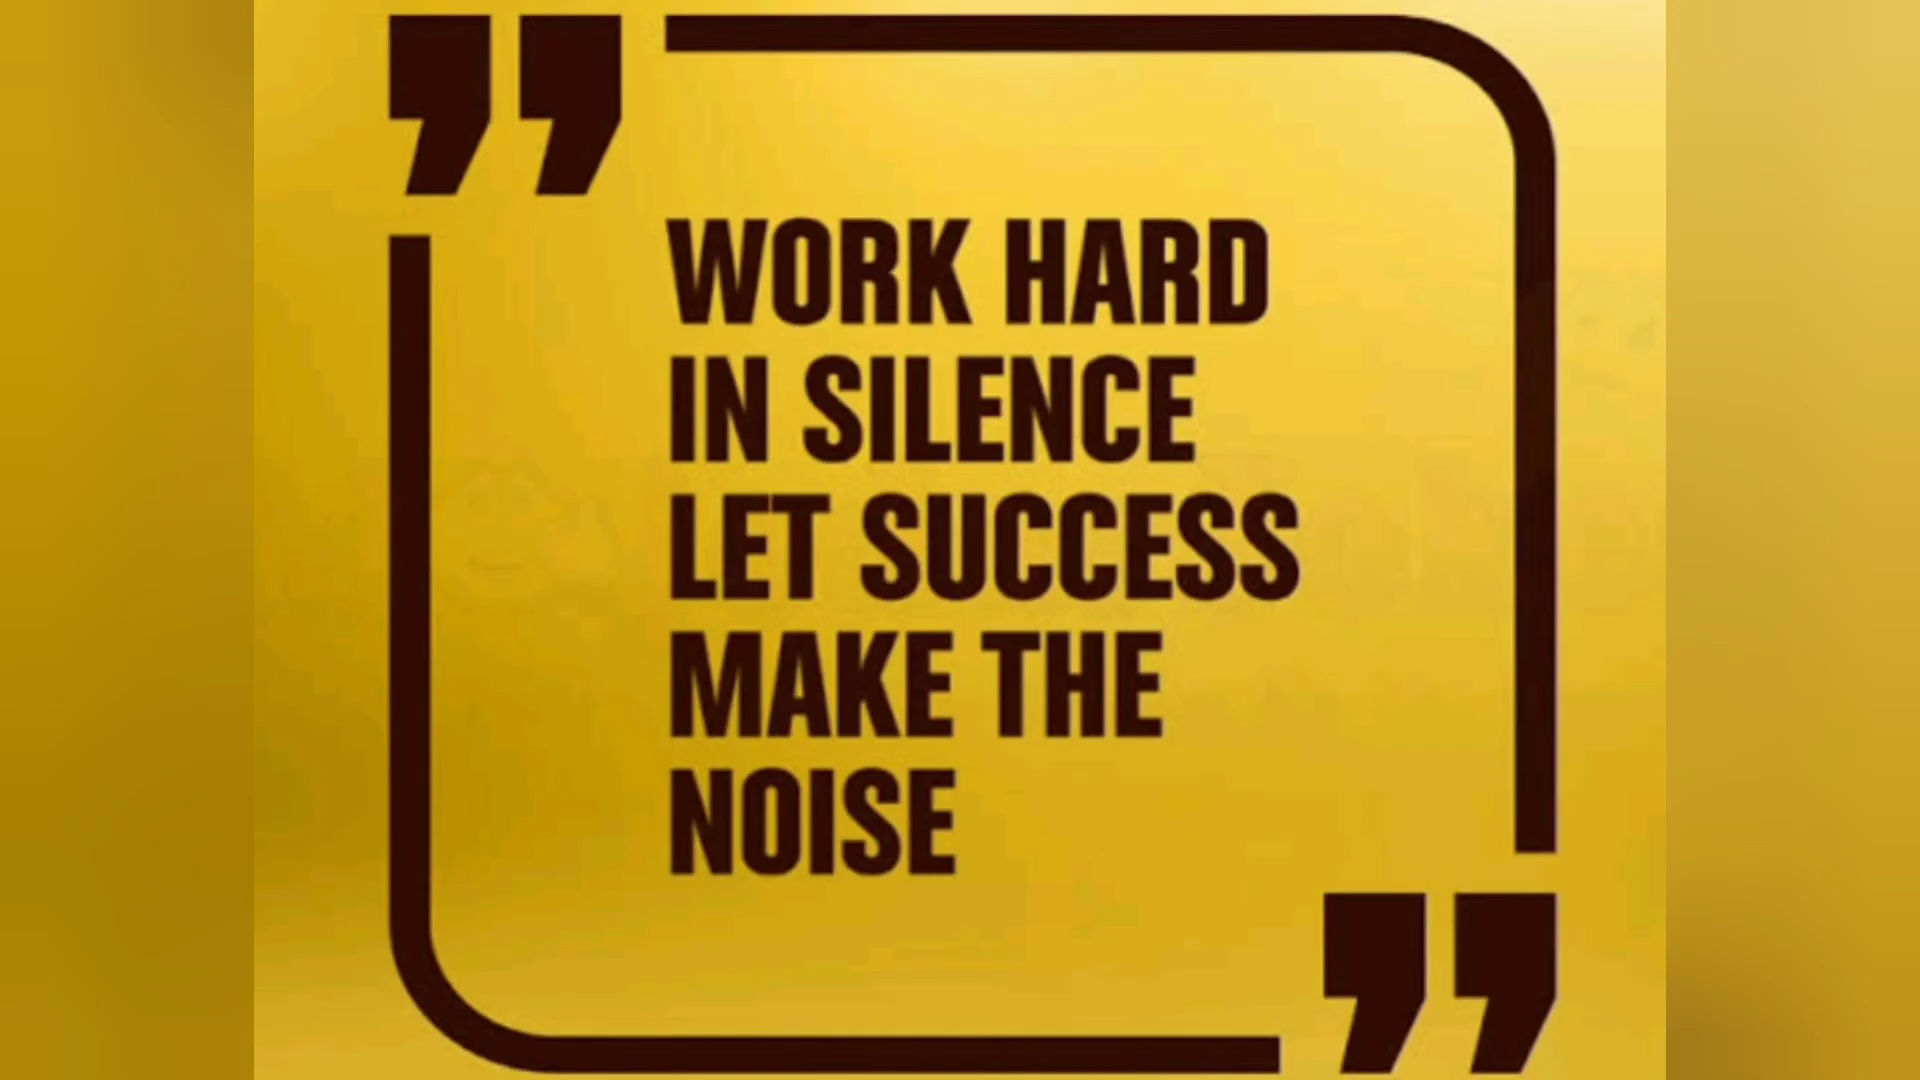 ”
WORK HARD
IN SILENCE
LET SUCCESS
MAKE THE
NOISE
”